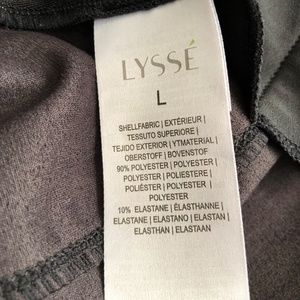 LYSSÉ
L
SHELLFABRIC | EXTÉRIEUR |
TESSUTO SUPERIORE |
TEJIDO EXTERIOR | YTMATERIAL |
OBERSTOFF | BOVENSTOF
90% POLYESTER | POLYESTER |
POLYESTER | POLIESTERE |
POLIÉSTER | POLYESTER |
POLYESTER
10% ELASTANE | ÉLASTHANNE |
ELASTANE | ELASTANO | ELASTAN |
ELASTHAN | ELASTAAN